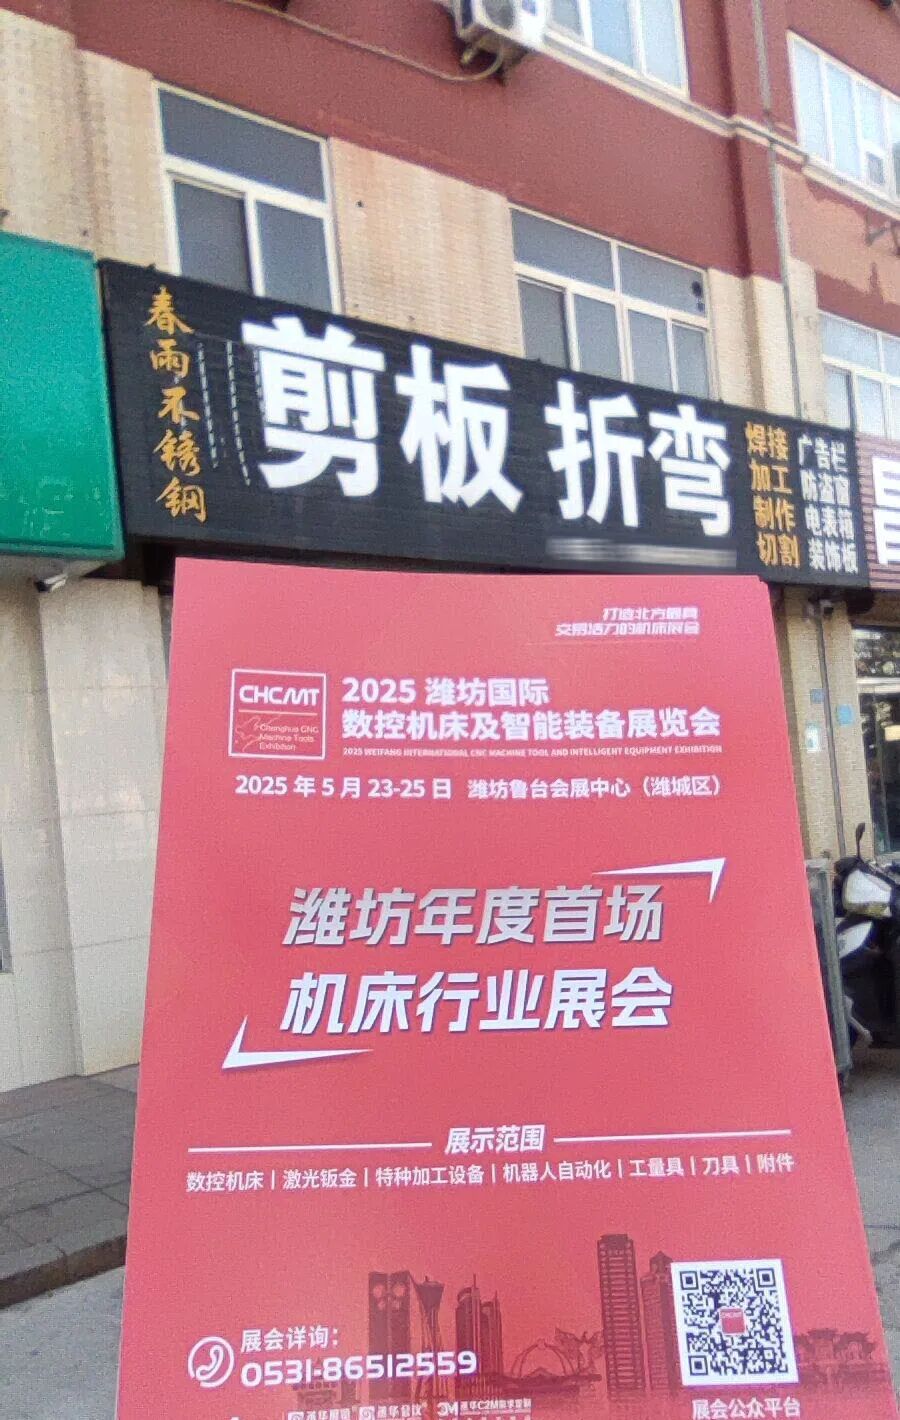 春雨不锈钢
剪板 折弯
焊接
加工
制作
切割
广告栏
防盗窗
电表箱
装饰板
打造北方最具
交易活力的机床展会
CHCMT
Chenghua CNC
Machine Tools
Exhibition
2025 潍坊国际
数控机床及智能装备展览会
2025 WEIFANG INTERNATIONAL CNC MACHINE TOOL AND INTELLIGENT EQUIPMENT EXHIBITION
2025 年 5 月 23-25 日 潍坊鲁台会展中心（潍城区）
潍坊年度首场
机床行业展会
展示范围
数控机床 | 激光钣金 | 特种加工设备 | 机器人自动化 | 工量具 | 刀具 | 附件
展会详询：
0531-86512559
CHCMT
展会公众平台